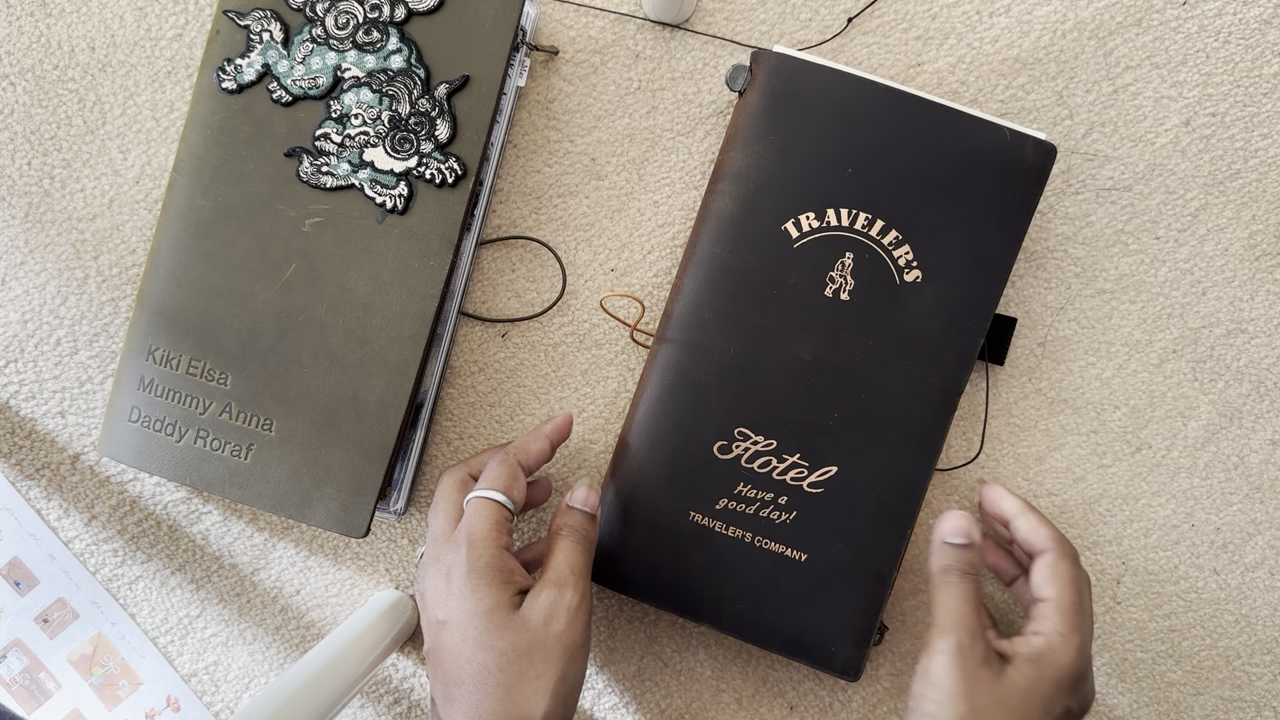 Kiki Elsa
Mummy Anna
Daddy Roraf
TRAVELER'S
Hotel
Have a
good day!
TRAVELER'S COMPANY